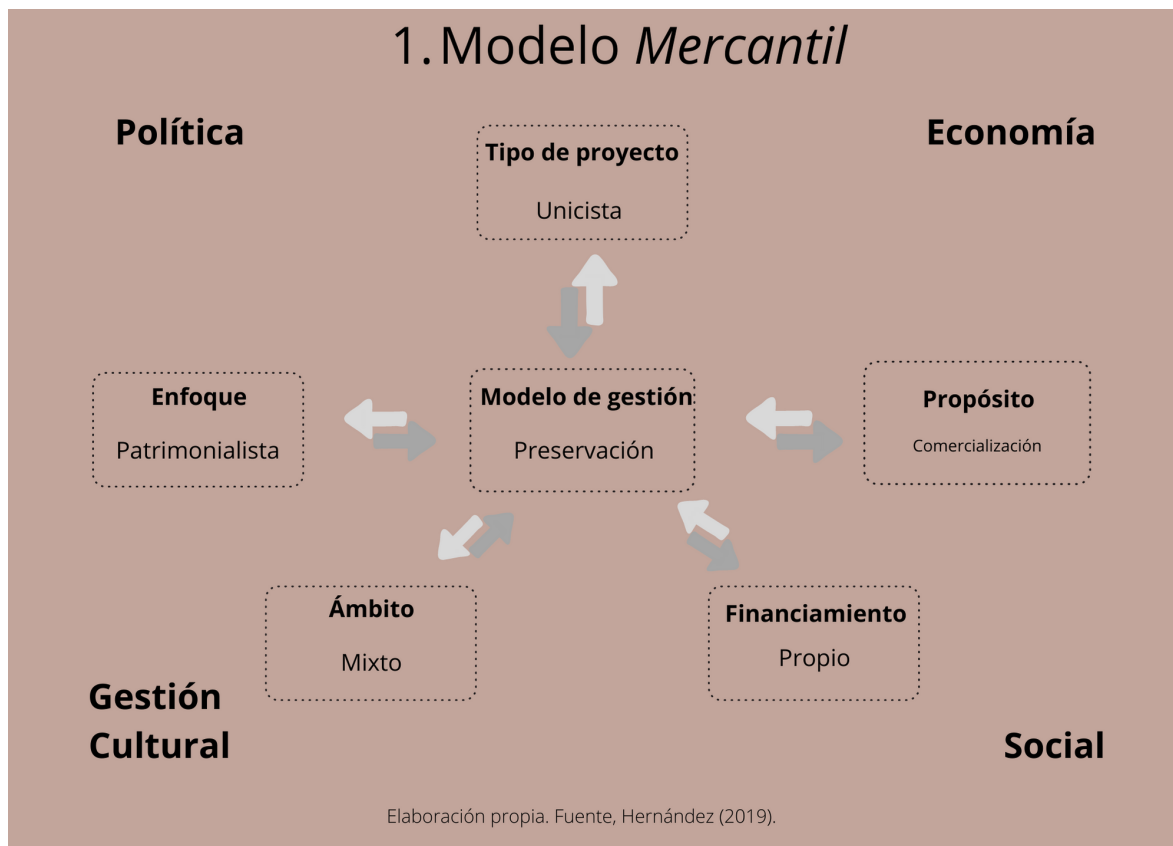 1. Modelo Mercantil
Política
Economía
Tipo de proyecto
Unicista
Enfoque
Patrimonialista
Modelo de gestión
Preservación
Propósito
Comercialización
Ámbito
Mixto
Financiamiento
Propio
Gestión
Cultural
Social
Elaboración propia. Fuente, Hernández (2019).